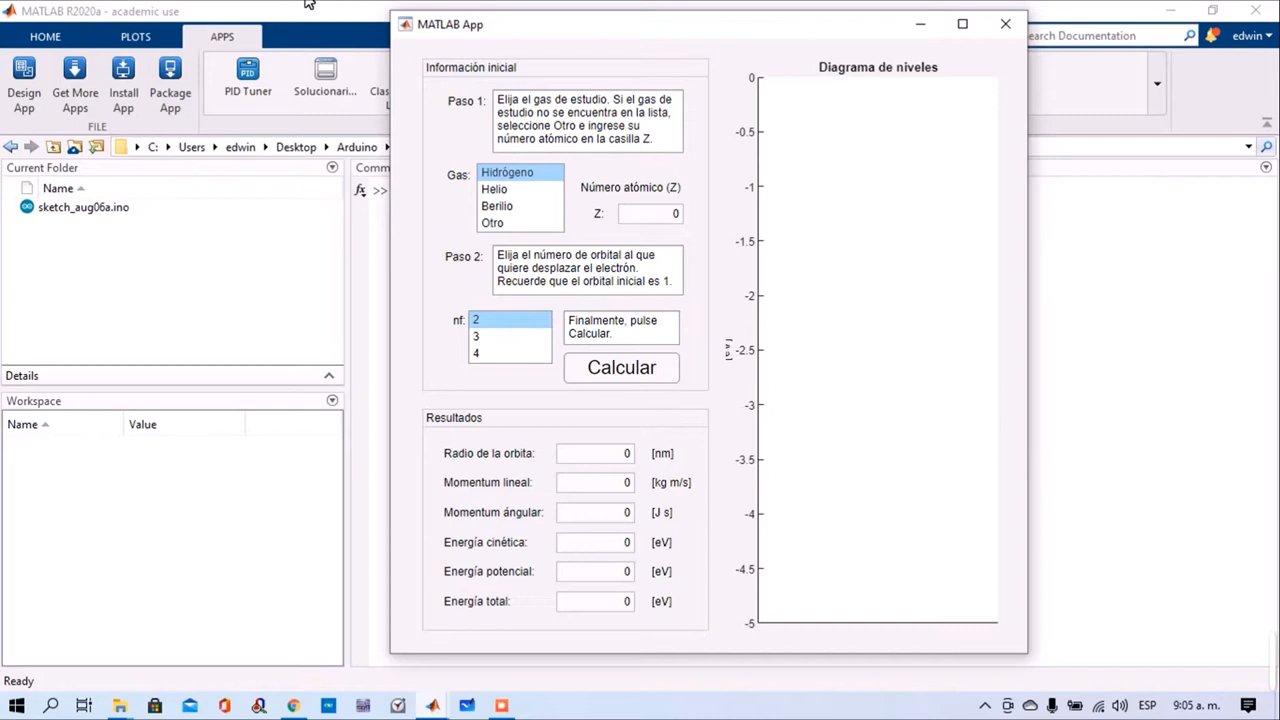 MATLAB R2020a - academic use
HOME
PLOTS
APPS
earch Documentation
edwin
Design
App
Get More
Apps
Install
App
Package
App
FILE
PID Tuner
Solucionari...
Clas
L
C:
Users
edwin
Desktop
Arduino
Current Folder
Name
sketch_aug06a.ino
Details
Workspace
Name
Value
Comm
fx >>
MATLAB App
Información inicial
Paso 1:
Elija el gas de estudio. Si el gas de
estudio no se encuentra en la lista,
seleccione Otro e ingrese su
número atómico en la casilla Z.
Gas:
Hidrógeno
Helio
Berilio
Otro
Número atómico (Z)
Z:
0
Paso 2:
Elija el número de orbital al que
quiere desplazar el electrón.
Recuerde que el orbital inicial es 1.
nf:
2
3
4
Finalmente, pulse
Calcular.
Calcular
Resultados
Radio de la orbita: 0 [nm]
Momentum lineal: 0 [kg m/s]
Momentum ángular: 0 [J s]
Energía cinética: 0 [eV]
Energía potencial: 0 [eV]
Energía total: 0 [eV]
Diagrama de niveles
0
-0.5
-1
-1.5
-2
-2.5
-3
-3.5
-4
-4.5
-5
Ready
ESP
9:05 a. m.